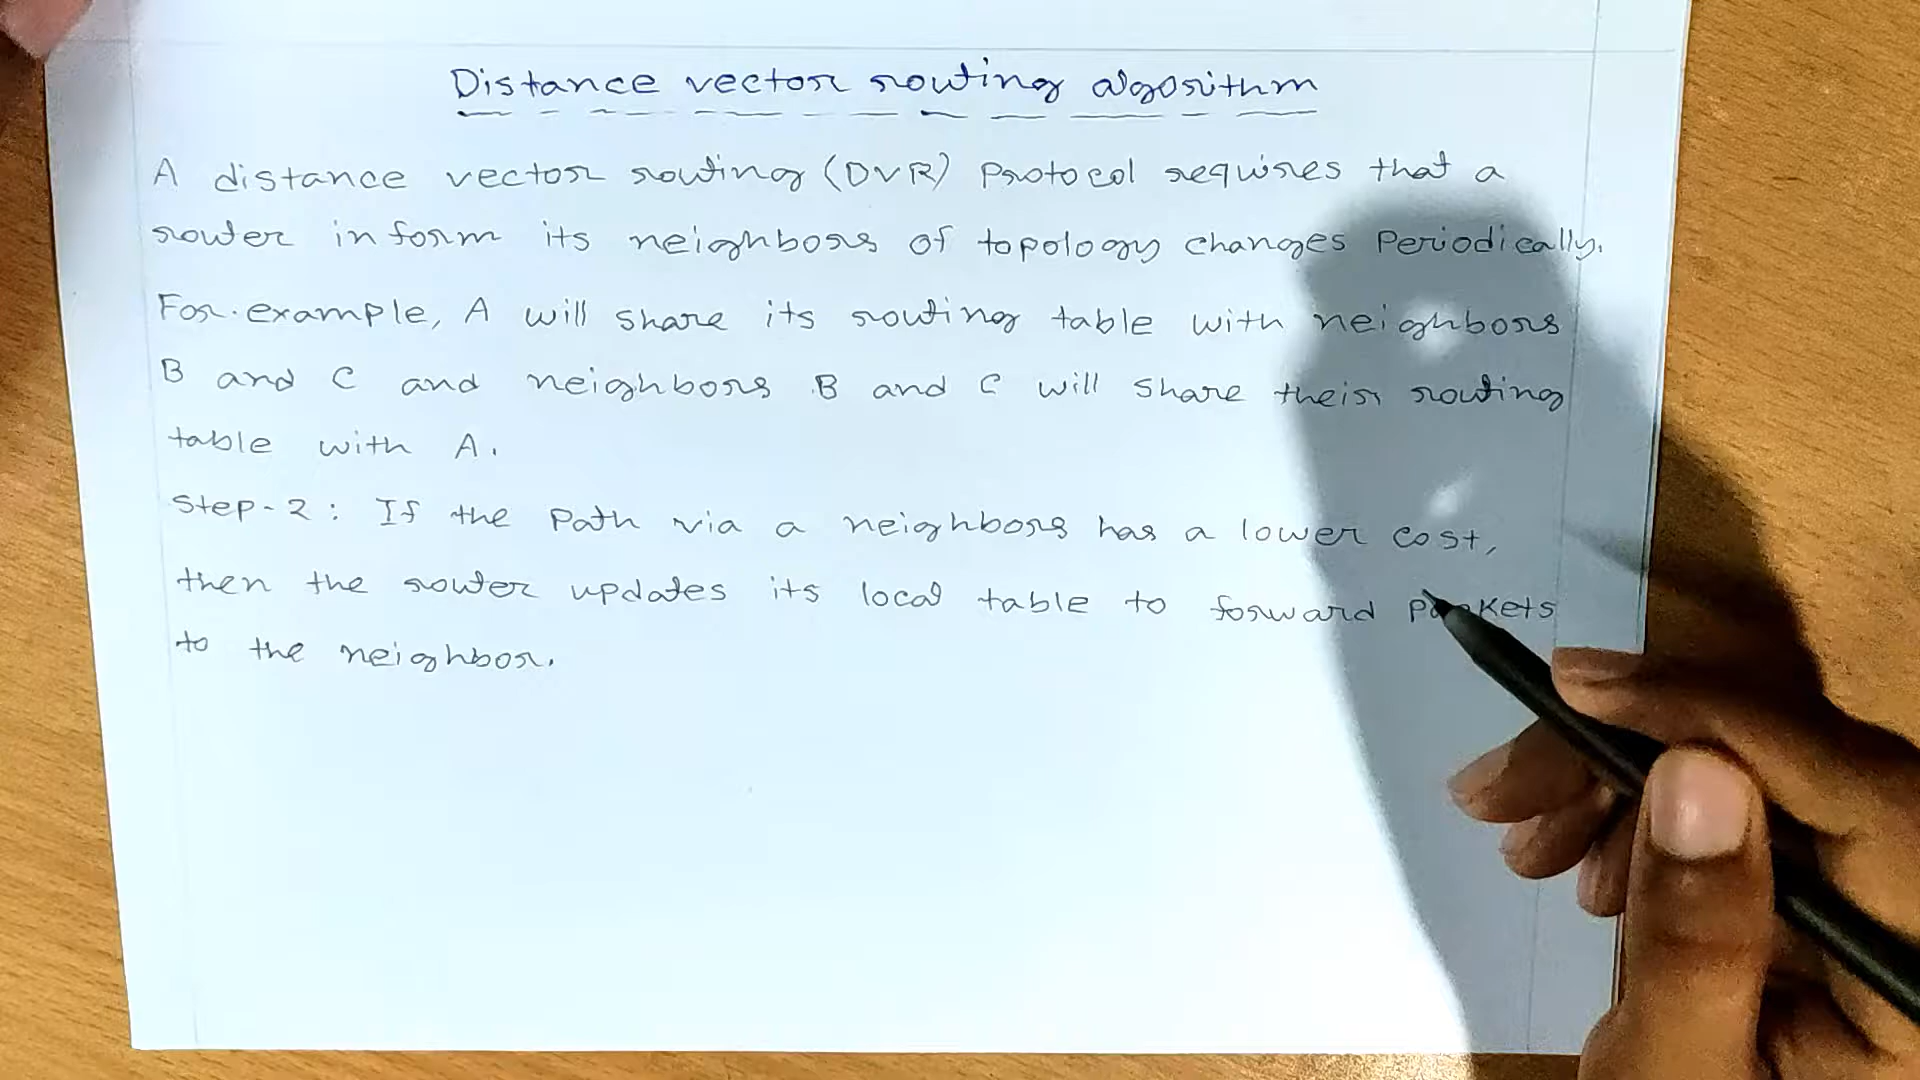 Distance vector routing algorithm
A distance vector routing (DVR) Protocol requires that a
router inform its neighbors of topology changes Periodically.
For example, A will share its routing table with neighbors
B and C and neighbors B and C will share their routing
table with A.
Step-2: If the Path via a neighbors has a lower cost,
then the router updates its local table to forward Packets
to the neighbor.